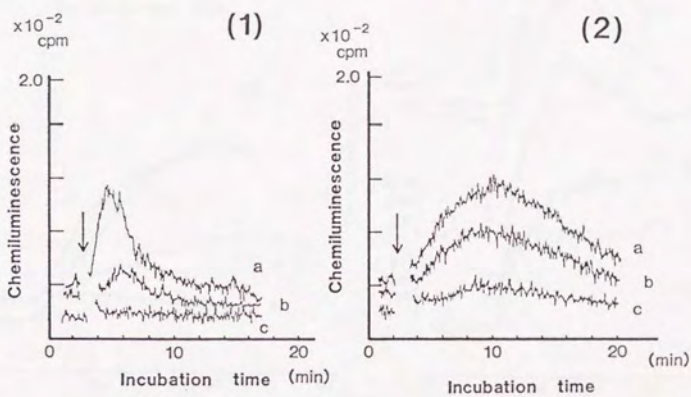 x10⁻²
cpm
(1)
2.0
Chemiluminescence
a
b
c
0
10
20
(min)
Incubation time
x10⁻²
cpm
(2)
2.0
Chemiluminescence
a
b
c
0
10
20
(min)
Incubation time